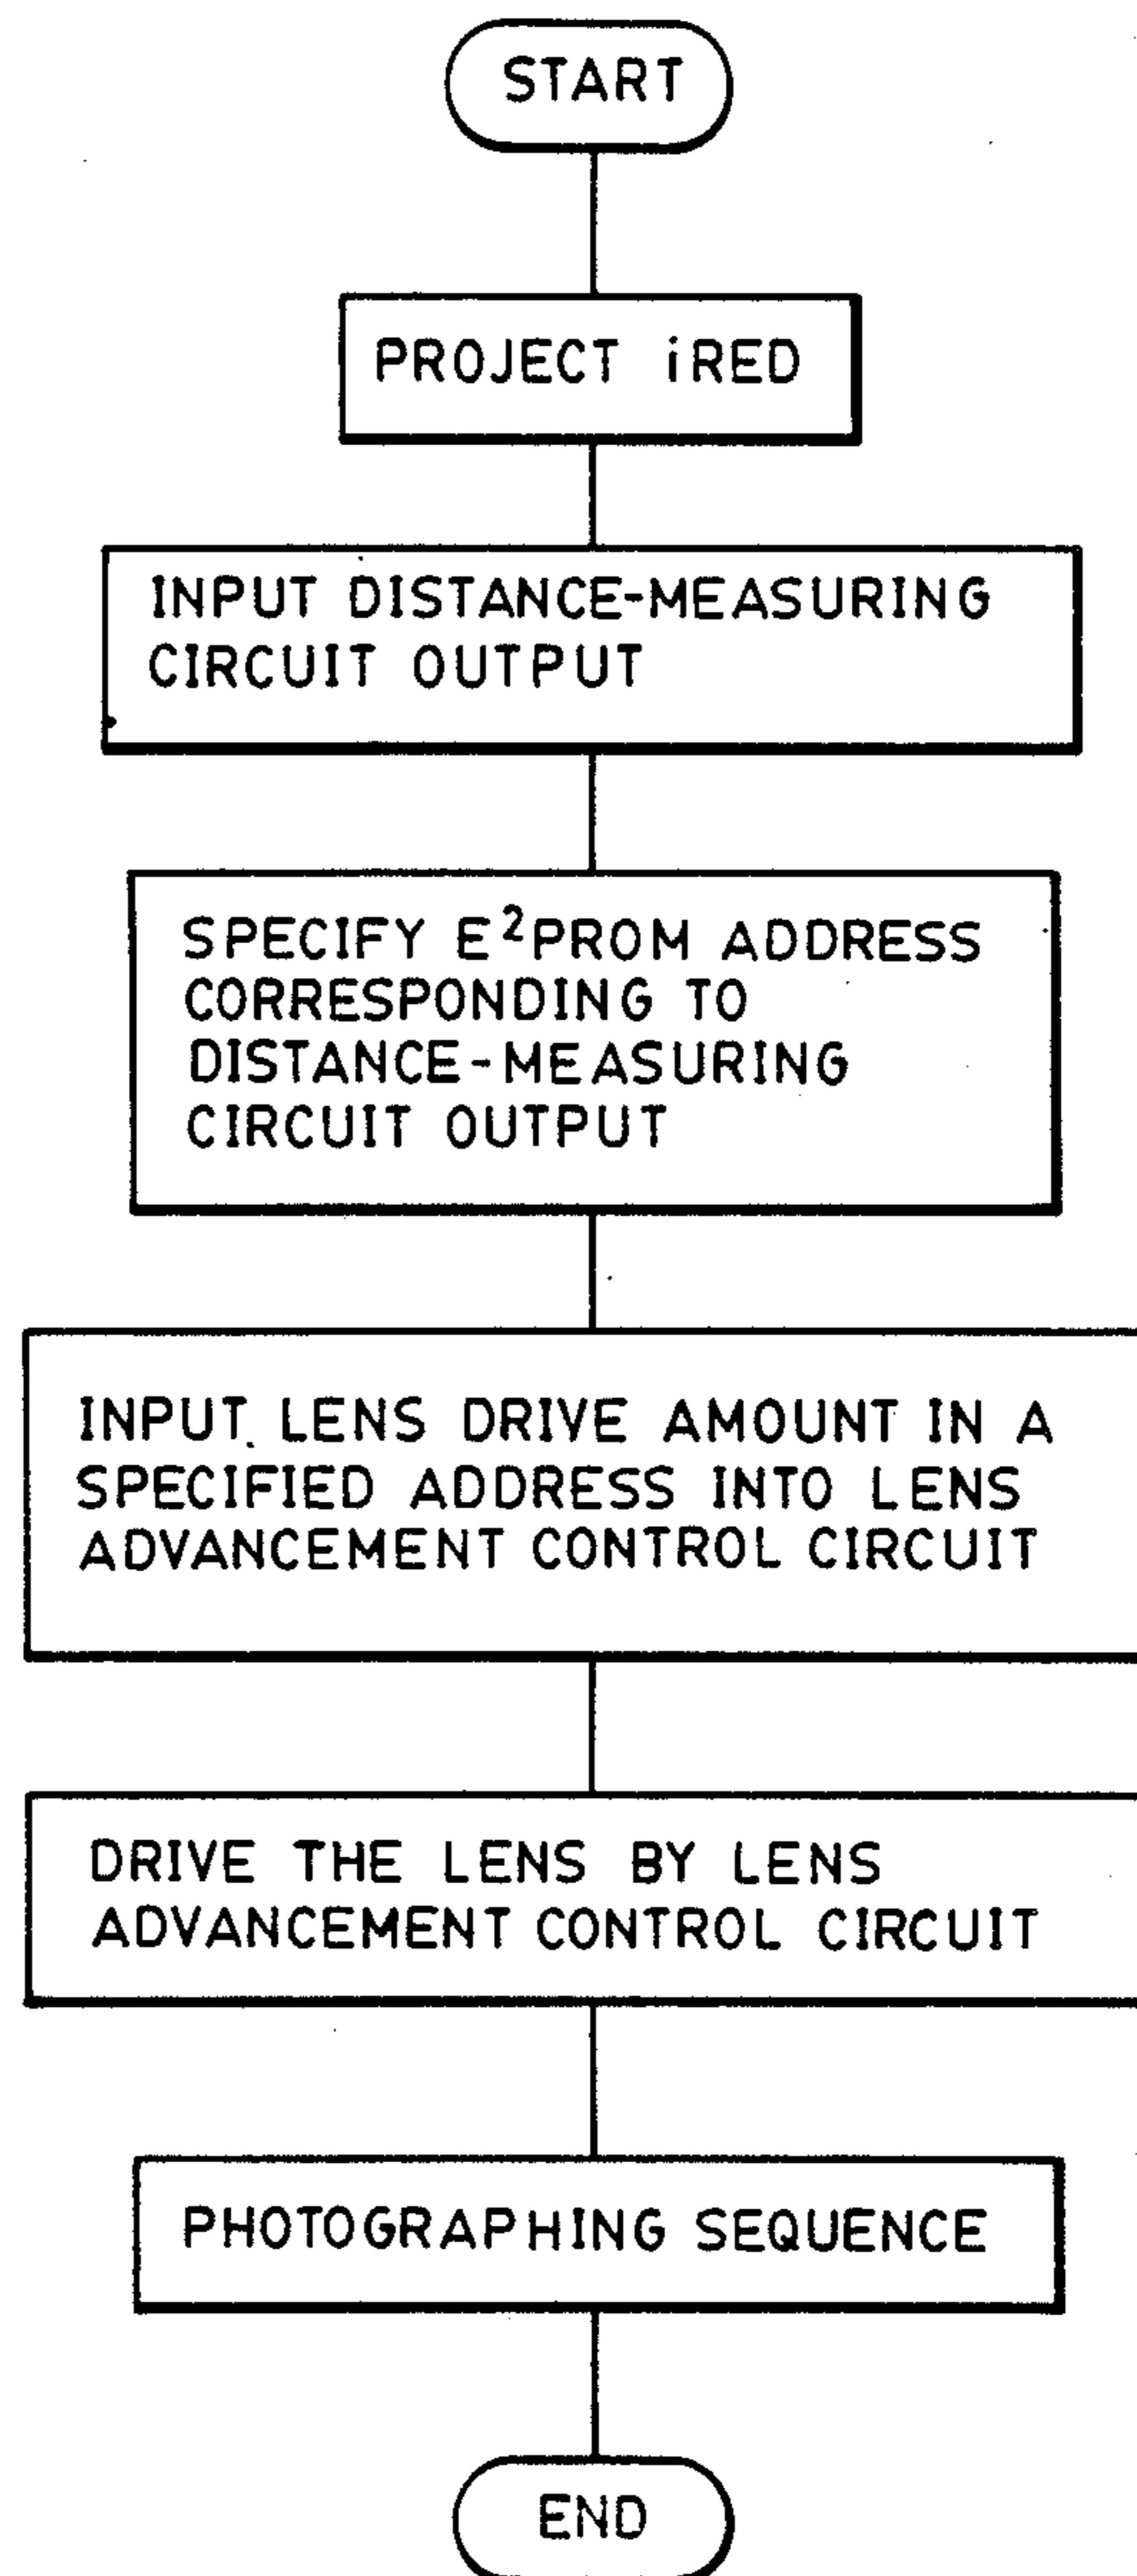 START
PROJECT iRED
INPUT DISTANCE-MEASURING
CIRCUIT OUTPUT
SPECIFY E²PROM ADDRESS
CORRESPONDING TO
DISTANCE-MEASURING
CIRCUIT OUTPUT
INPUT LENS DRIVE AMOUNT IN A
SPECIFIED ADDRESS INTO LENS
ADVANCEMENT CONTROL CIRCUIT
DRIVE THE LENS BY LENS
ADVANCEMENT CONTROL CIRCUIT
PHOTOGRAPHING SEQUENCE
END